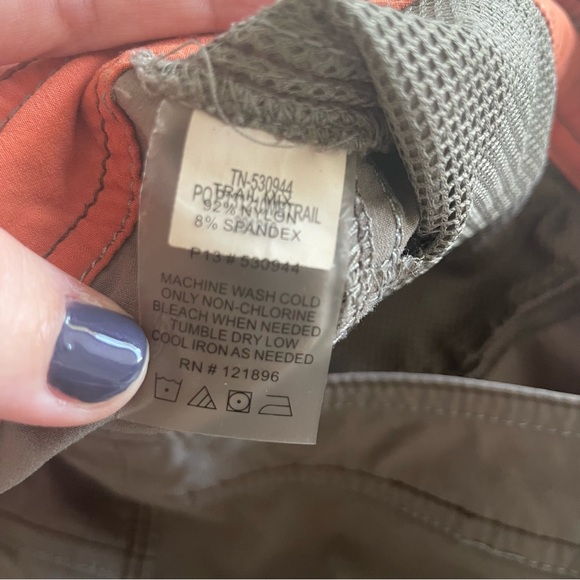 TN-530944
TRAIL MIX
92% NYLON
8% SPANDEX
P13 # 530944
MACHINE WASH COLD
ONLY NON-CHLORINE
BLEACH WHEN NEEDED
TUMBLE DRY LOW
COOL IRON AS NEEDED
RN # 121896